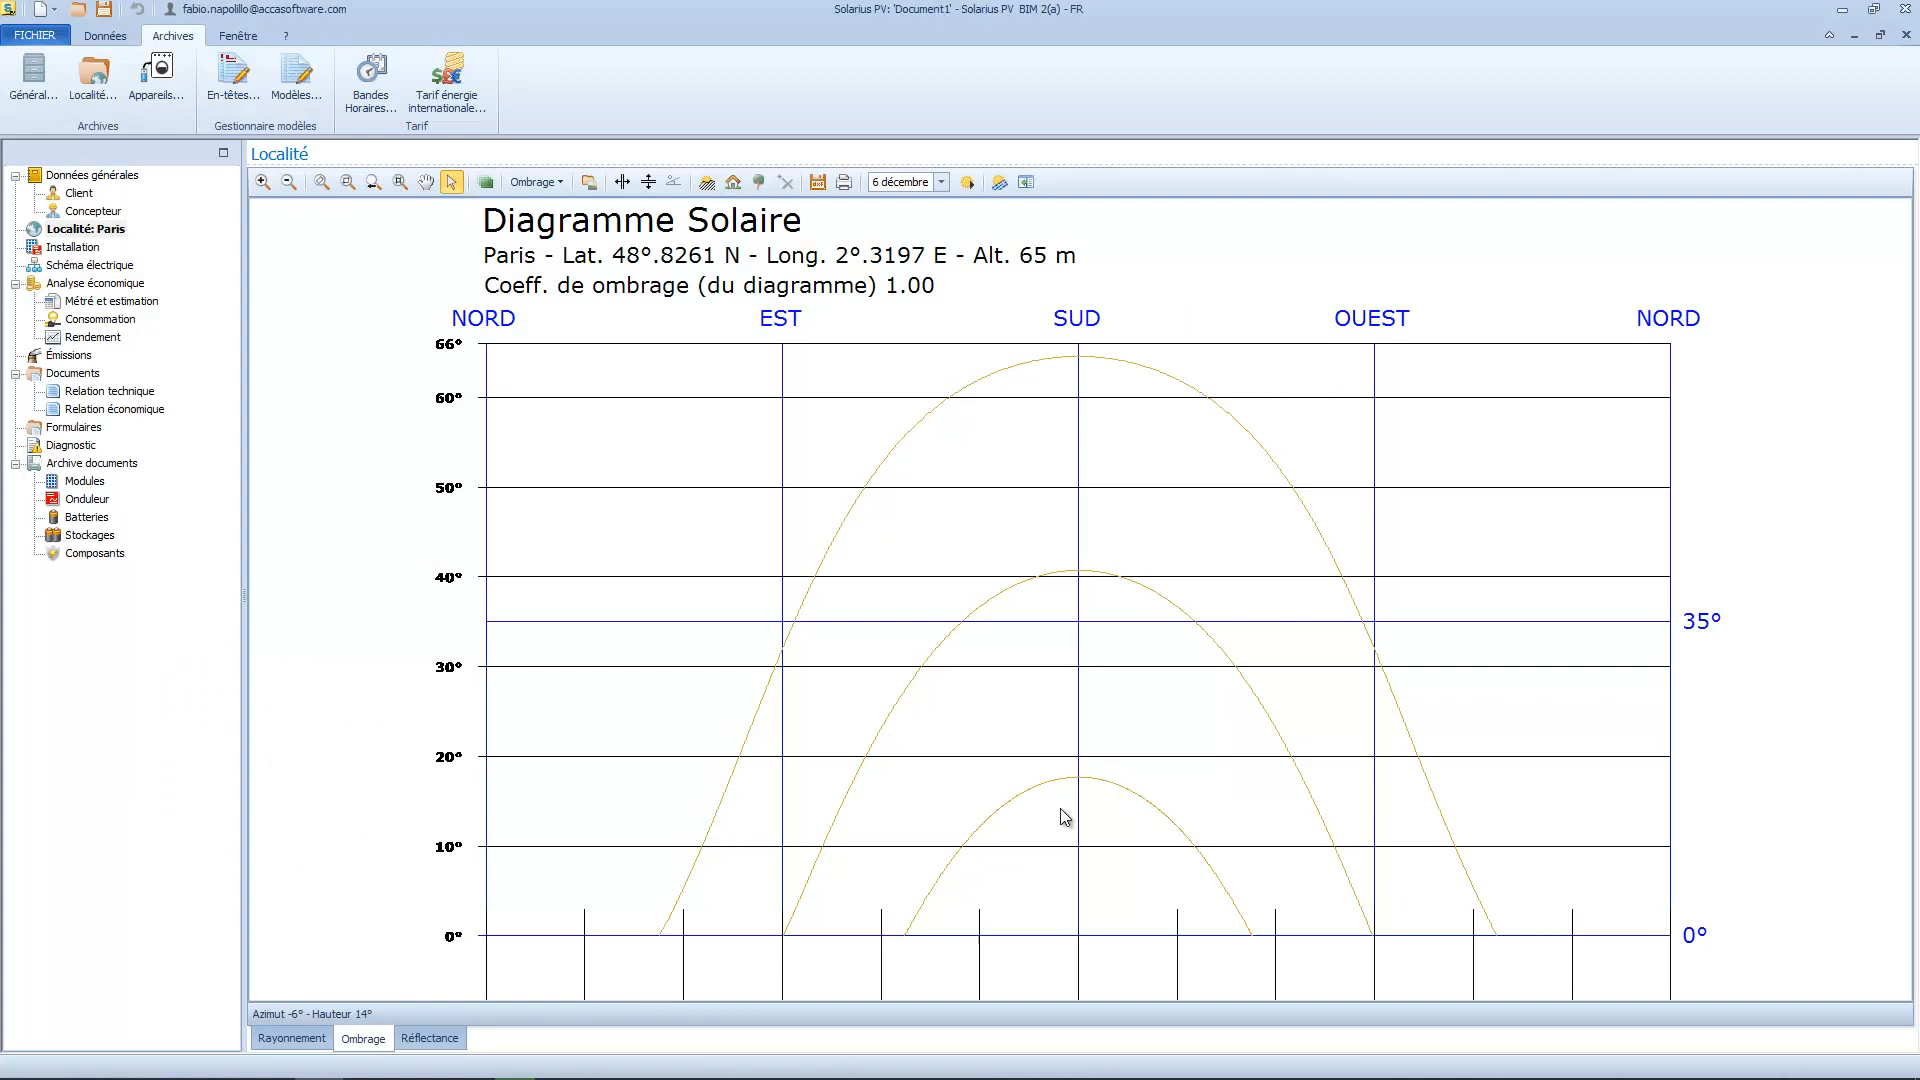 fabio.napolillo@accasoftware.com
Solarius PV: 'Document1' - Solarius PV BIM 2(a) - FR
FICHIER Données Archives Fenêtre ?
Général... Localité... Appareils... En-têtes... Modèles... Bandes Horaires... Tarif énergie internationale...
Archives Gestionnaire modèles Tarif
Données générales
Client
Concepteur
Localité: Paris
Installation
Schéma électrique
Analyse économique
Métré et estimation
Consommation
Rendement
Émissions
Documents
Relation technique
Relation économique
Formulaires
Diagnostic
Archive documents
Modules
Onduleur
Batteries
Stockages
Composants
Localité
Ombrage 6 décembre
Diagramme Solaire
Paris - Lat. 48°.8261 N - Long. 2°.3197 E - Alt. 65 m
Coeff. de ombrage (du diagramme) 1.00
NORD EST SUD OUEST NORD
66°
60°
50°
40°
35°
30°
20°
10°
0° 0°
Azimut -6° - Hauteur 14°
Rayonnement Ombrage Réflectance